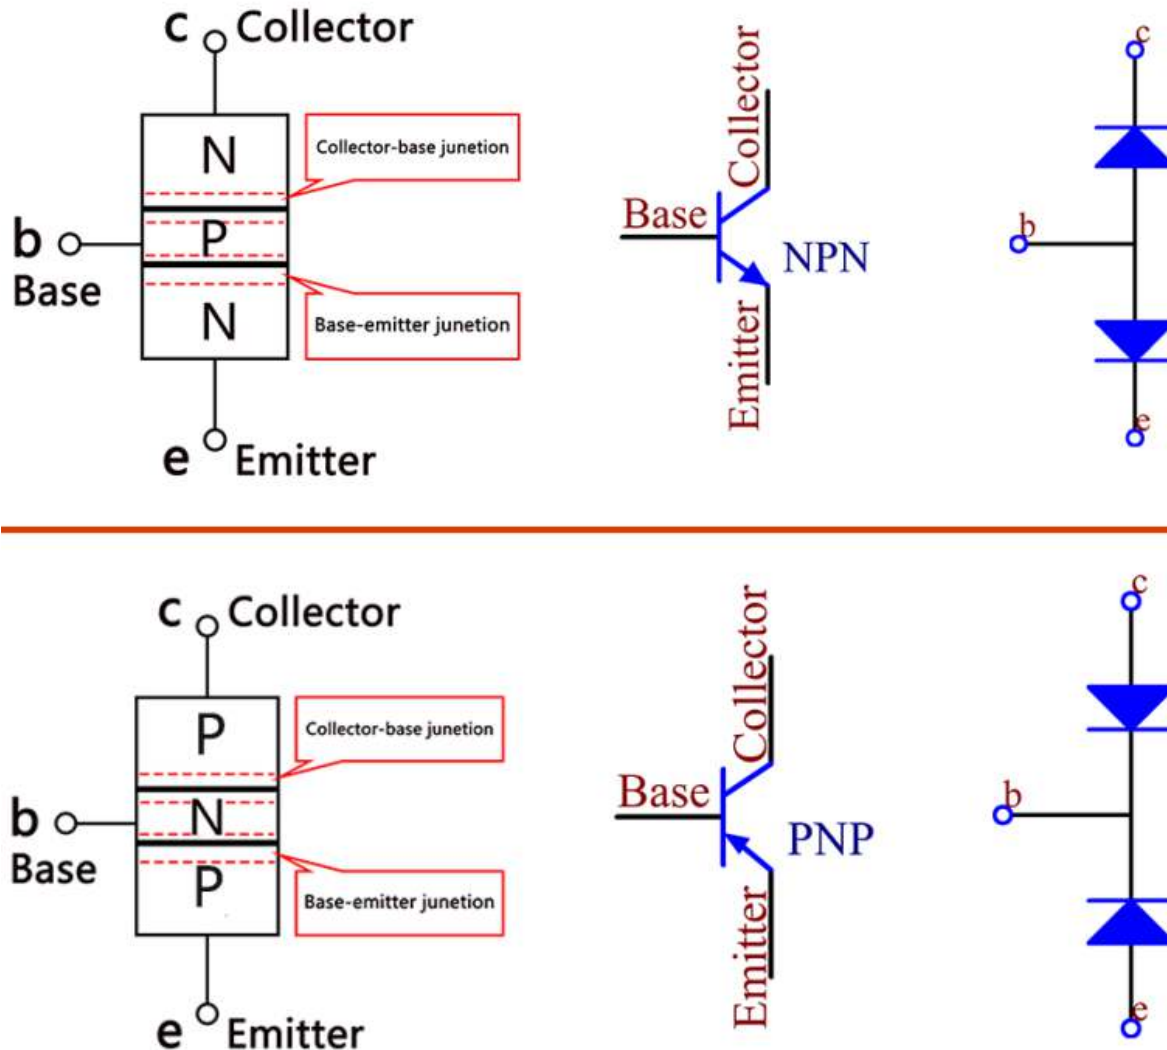 c Collector
N
Collector-base junetion
P
b
Base
Base-emitter junetion
N
e Emitter
Collector
Base
NPN
Emitter
c
b
e
c Collector
P
Collector-base junetion
N
b
Base
P
Base-emitter junetion
e Emitter
Collector
Base
PNP
Emitter
c
b
e